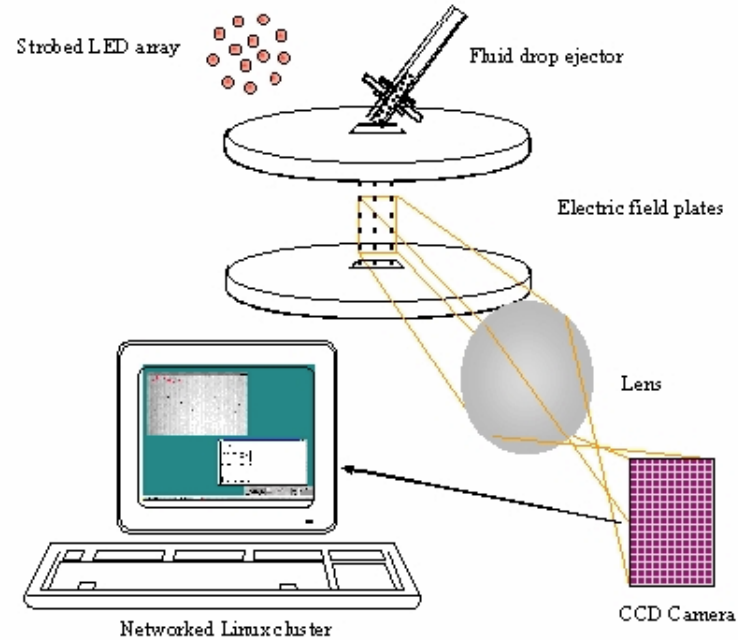 Strobed LED array
Fluid drop ejector
Electric field plates
Lens
CCD Camera
Networked Linux cluster